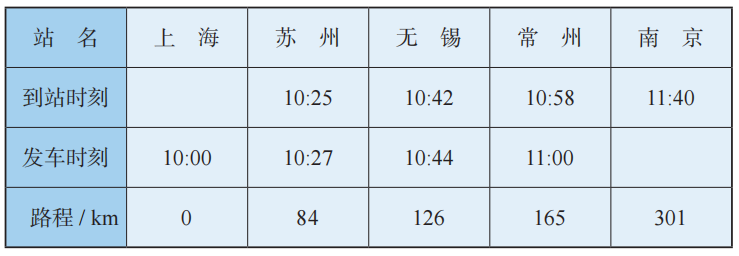 站 名 上 海 苏 州 无 锡 常 州 南 京
到站时刻 10:25 10:42 10:58 11:40
发车时刻 10:00 10:27 10:44 11:00
路程 / km 0 84 126 165 301